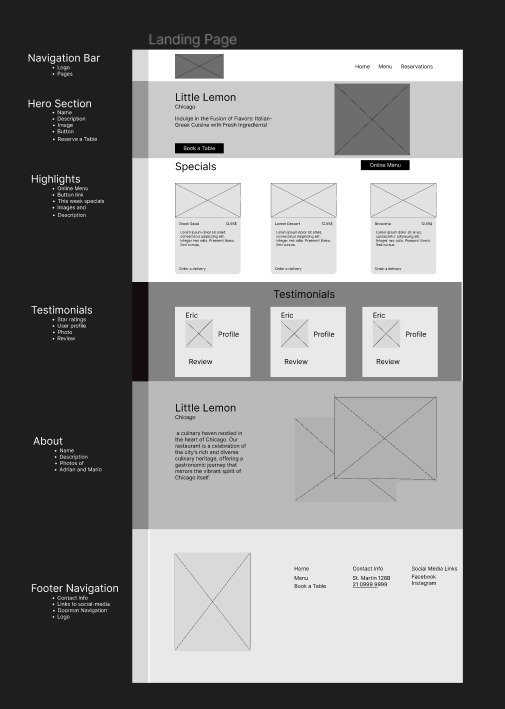 Landing Page
Navigation Bar
Logo
Pages
Home Menu Reservations
Hero Section
Name
Description
Image
Button
Reserve a Table
Little Lemon
Chicago
Indulge in the Fusion of Flavors: Italian-
Greek Cuisine with Fresh Ingredients!
Book a Table
Highlights
Online Menu
Button link
This week specials
Images and
Description
Specials
Online Menu
Greek Salad 12.99$
Lorem ipsum dolor sit amet,
consectetur adipiscing elit.
Integer nec odio. Praesent libero.
Sed cursus.
Order a delivery
Lemon Dessert 12.99$
Lorem ipsum dolor sit amet,
consectetur adipiscing elit.
Integer nec odio. Praesent libero.
Sed cursus.
Order a delivery
12.99$
Lorem ipsum dolor sit amet,
consectetur adipiscing elit.
Integer nec odio. Praesent libero.
Sed cursus.
Order a delivery
Testimonials
Star ratings
User profile
Photo
Review
Testimonials
Eric
Profile
Review
Eric
Profile
Review
Eric
Profile
Review
About
Name
Description
Photos of
Adrian and Mario
Little Lemon
Chicago
a culinary haven nestled in
the heart of Chicago. Our
restaurant is a celebration of
the city's rich and diverse
culinary heritage, offering a
gastronomic journey that
mirrors the vibrant spirit of
Chicago itself.
Footer Navigation
Contact Info
Links to social-media
Doormat Navigation
Logo
Home
Menu
Book a Table
Contact Info
St. Martin 128B
21 0999 9999
Social Media Links
Facebook
Instagram